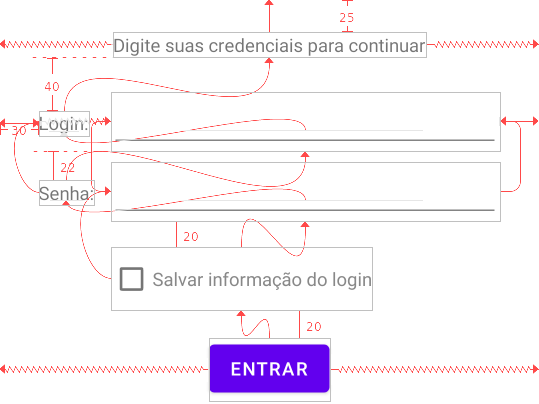 25
Digite suas credenciais para continuar
40
Login:
30
22
Senha:
20
Salvar informação do login
20
ENTRAR